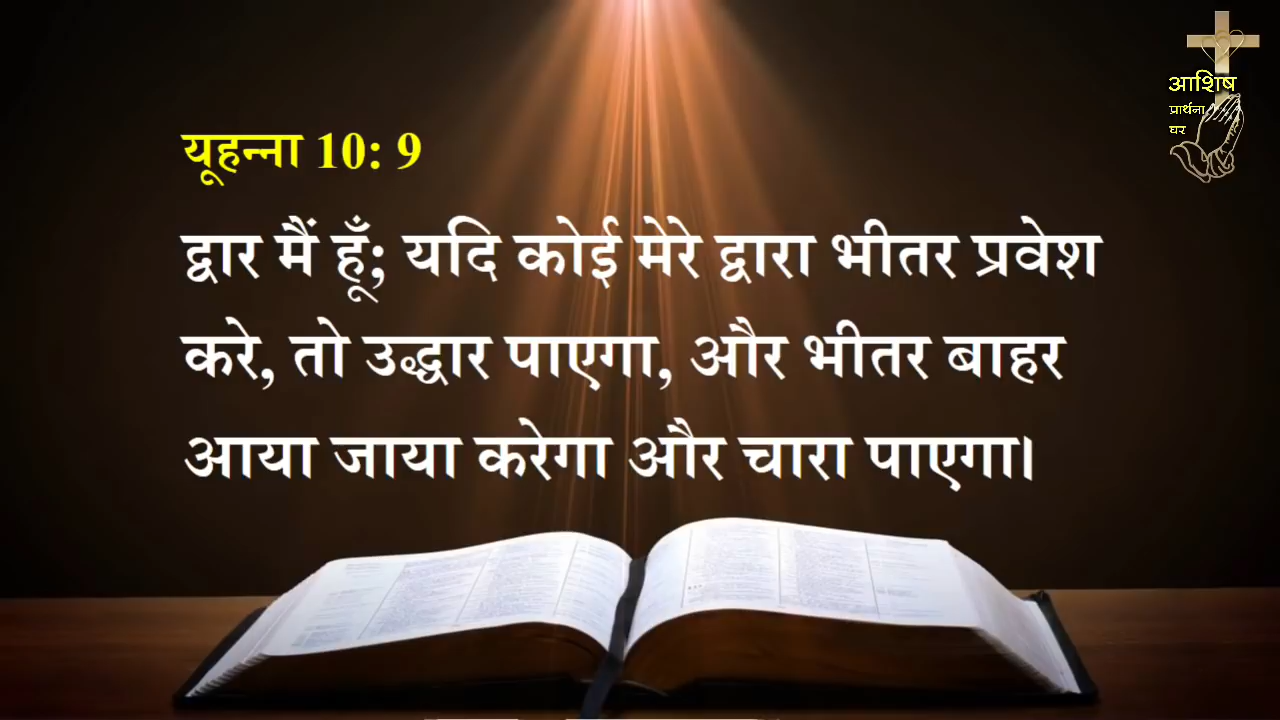 आशिष
प्रार्थना
घर
यूहन्ना 10: 9
द्वार मैं हूँ; यदि कोई मेरे द्वारा भीतर प्रवेश
करे, तो उद्धार पाएगा, और भीतर बाहर
आया जाया करेगा और चारा पाएगा।